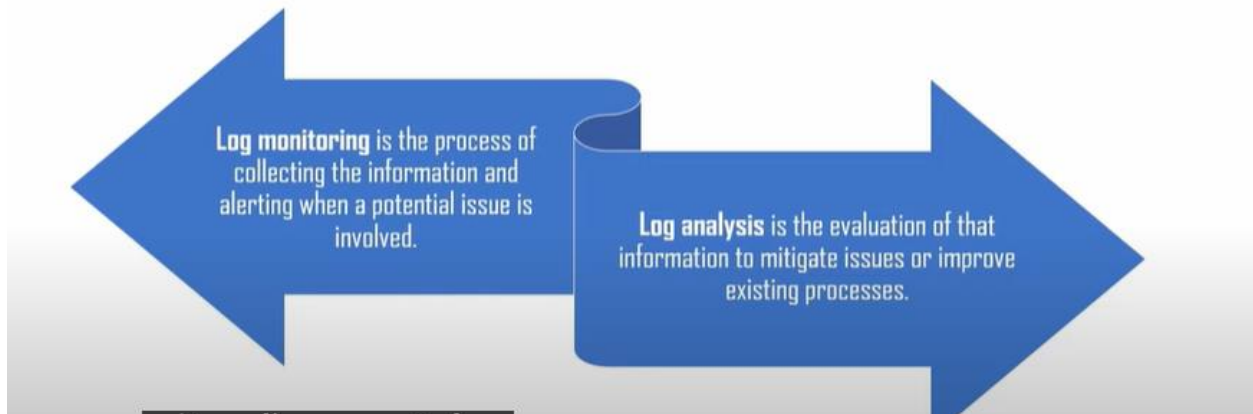 Log monitoring is the process of
collecting the information and
alerting when a potential issue is
involved.
Log analysis is the evaluation of that
information to mitigate issues or improve
existing processes.